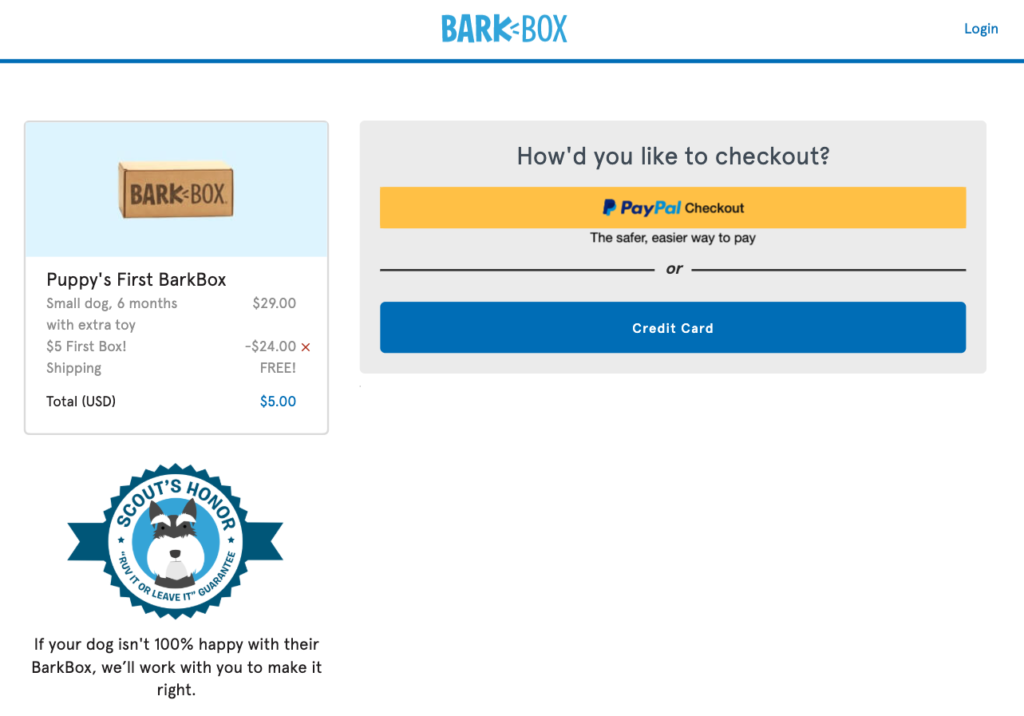 BARK BOX
Login
BARK BOX
Puppy's First BarkBox
Small dog, 6 months $29.00
with extra toy
$5 First Box! -$24.00 ×
Shipping FREE!
Total (USD) $5.00
How'd you like to checkout?
PayPal Checkout
The safer, easier way to pay
or
Credit Card
SCOUT'S HONOR
"RUV IT OR LEAVE IT" GUARANTEE
If your dog isn't 100% happy with their
BarkBox, we’ll work with you to make it
right.